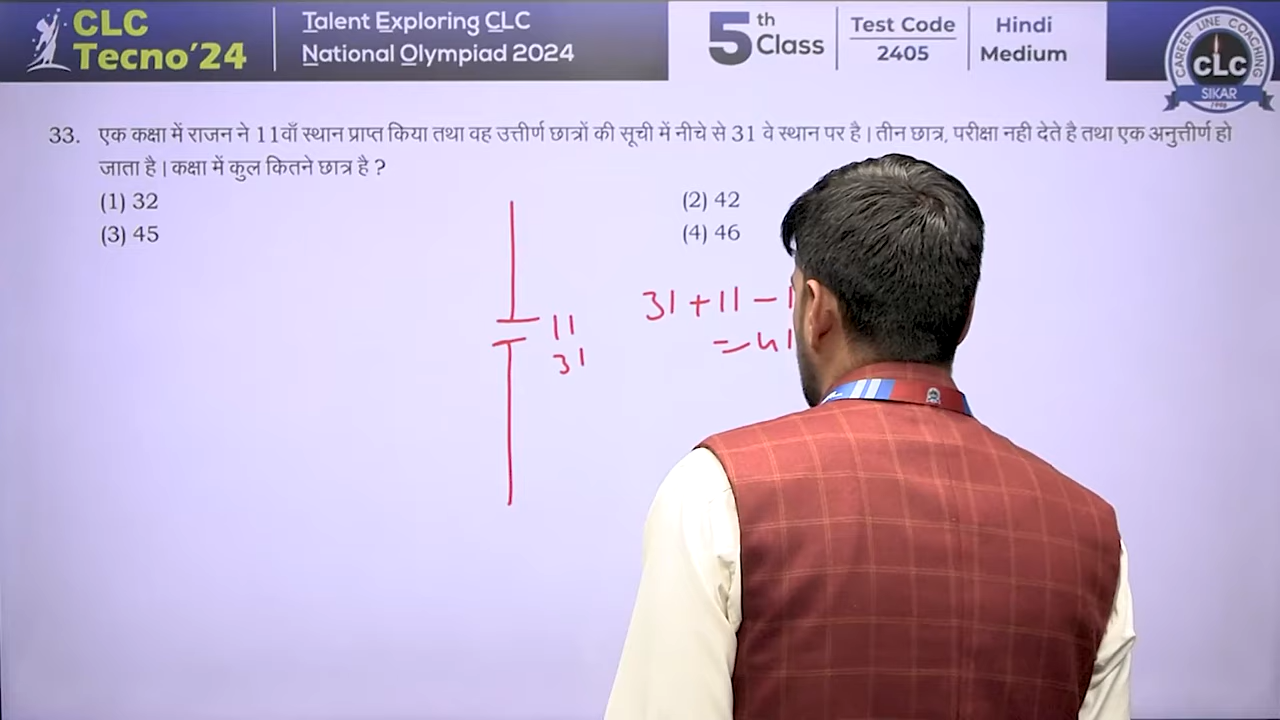 CLC
Tecno'24
Talent Exploring CLC
National Olympiad 2024
5th Class
Test Code
2405
Hindi
Medium
CAREER LINE COACHING
CLC
SIKAR
1996
33. एक कक्षा में राजन ने 11वाँ स्थान प्राप्त किया तथा वह उत्तीर्ण छात्रों की सूची में नीचे से 31 वे स्थान पर है। तीन छात्र, परीक्षा नही देते है तथा एक अनुत्तीर्ण हो
जाता है। कक्षा में कुल कितने छात्र है ?
(1) 32 (2) 42
(3) 45 (4) 46
11
31
31+11-1
=41